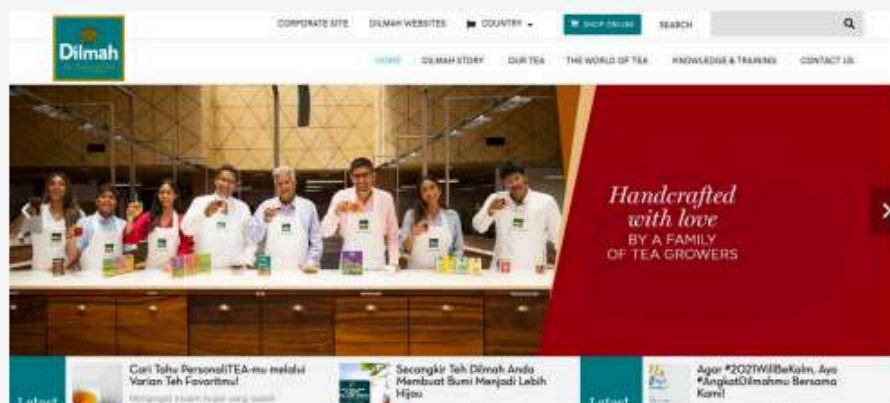 CORPORATE SITE DILMAH WEBSITES COUNTRY SHOP ONLINE SEARCH
Dilmah
HOME DILMAH STORY OUR TEA THE WORLD OF TEA KNOWLEDGE & TRAINING CONTACT US
Handcrafted
with love
BY A FAMILY
OF TEA GROWERS
Latest
Cari Tahu PersonaliTEA-mu melalui
Varian Teh Favoritmu!
Secangkir Teh Dilmah Anda
Membuat Bumi Menjadi Lebih
Hijau
Latest
Agar #2021WillBeKalm, Ayo
#AngkatDilmahmu Bersama
Kami!